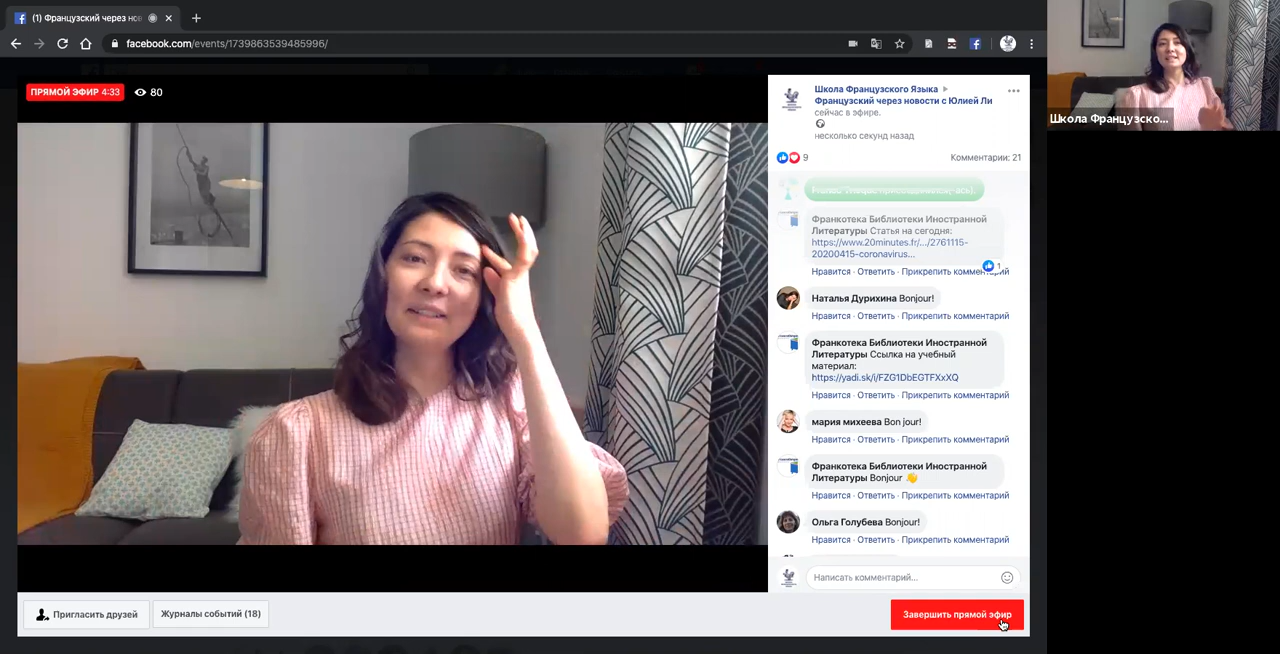 (1) Французский через нов
facebook.com/events/1739863539485996/
ПРЯМОЙ ЭФИР 4:33
80
Школа Французского Языка
Французский через новости с Юлией Ли
сейчас в эфире.
несколько секунд назад
9
Комментарии: 21
Франкотека Библиотеки Иностранной
Литературы Статья на сегодня:
https://www.20minutes.fr/.../2761115-
20200415-coronavirus...
1
Нравится · Ответить · Прикрепить комментарий
Наталья Дурихина Bonjour!
Нравится · Ответить · Прикрепить комментарий
Франкотека Библиотеки Иностранной
Литературы Ссылка на учебный
материал:
https://yadi.sk/i/FZG1DbEGTFXxXQ
Нравится · Ответить · Прикрепить комментарий
мария михеева Bon jour!
Нравится · Ответить · Прикрепить комментарий
Франкотека Библиотеки Иностранной
Литературы Bonjour 👋
Нравится · Ответить · Прикрепить комментарий
Ольга Голубева Bonjour!
Нравится · Ответить · Прикрепить комментарий
Написать комментарий...
Пригласить друзей
Журналы событий (18)
Завершить прямой эфир
Школа Французско...